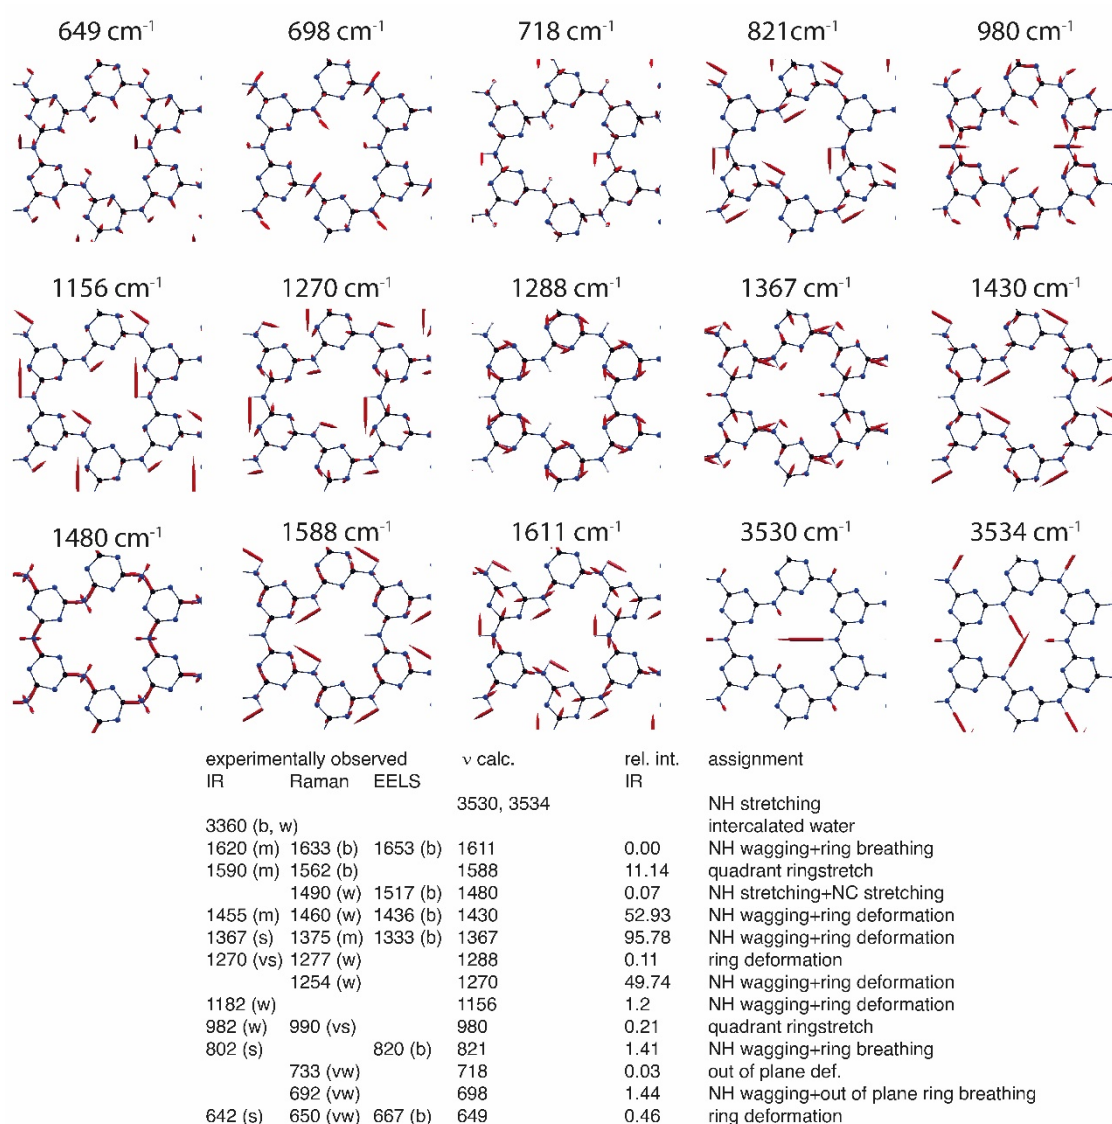 649 cm⁻¹ 698 cm⁻¹ 718 cm⁻¹ 821cm⁻¹ 980 cm⁻¹
1156 cm⁻¹ 1270 cm⁻¹ 1288 cm⁻¹ 1367 cm⁻¹ 1430 cm⁻¹
1480 cm⁻¹ 1588 cm⁻¹ 1611 cm⁻¹ 3530 cm⁻¹ 3534 cm⁻¹
experimentally observed ν calc. rel. int. assignment
IR Raman EELS IR
3530, 3534 NH stretching
3360 (b, w) intercalated water
1620 (m) 1633 (b) 1653 (b) 1611 0.00 NH wagging+ring breathing
1590 (m) 1562 (b) 1588 11.14 quadrant ringstretch
1490 (w) 1517 (b) 1480 0.07 NH stretching+NC stretching
1455 (m) 1460 (w) 1436 (b) 1430 52.93 NH wagging+ring deformation
1367 (s) 1375 (m) 1333 (b) 1367 95.78 NH wagging+ring deformation
1270 (vs) 1277 (w) 1288 0.11 ring deformation
1254 (w) 1270 49.74 NH wagging+ring deformation
1182 (w) 1156 1.2 NH wagging+ring deformation
982 (w) 990 (vs) 980 0.21 quadrant ringstretch
802 (s) 820 (b) 821 1.41 NH wagging+ring breathing
733 (vw) 718 0.03 out of plane def.
692 (vw) 698 1.44 NH wagging+out of plane ring breathing
642 (s) 650 (vw) 667 (b) 649 0.46 ring deformation